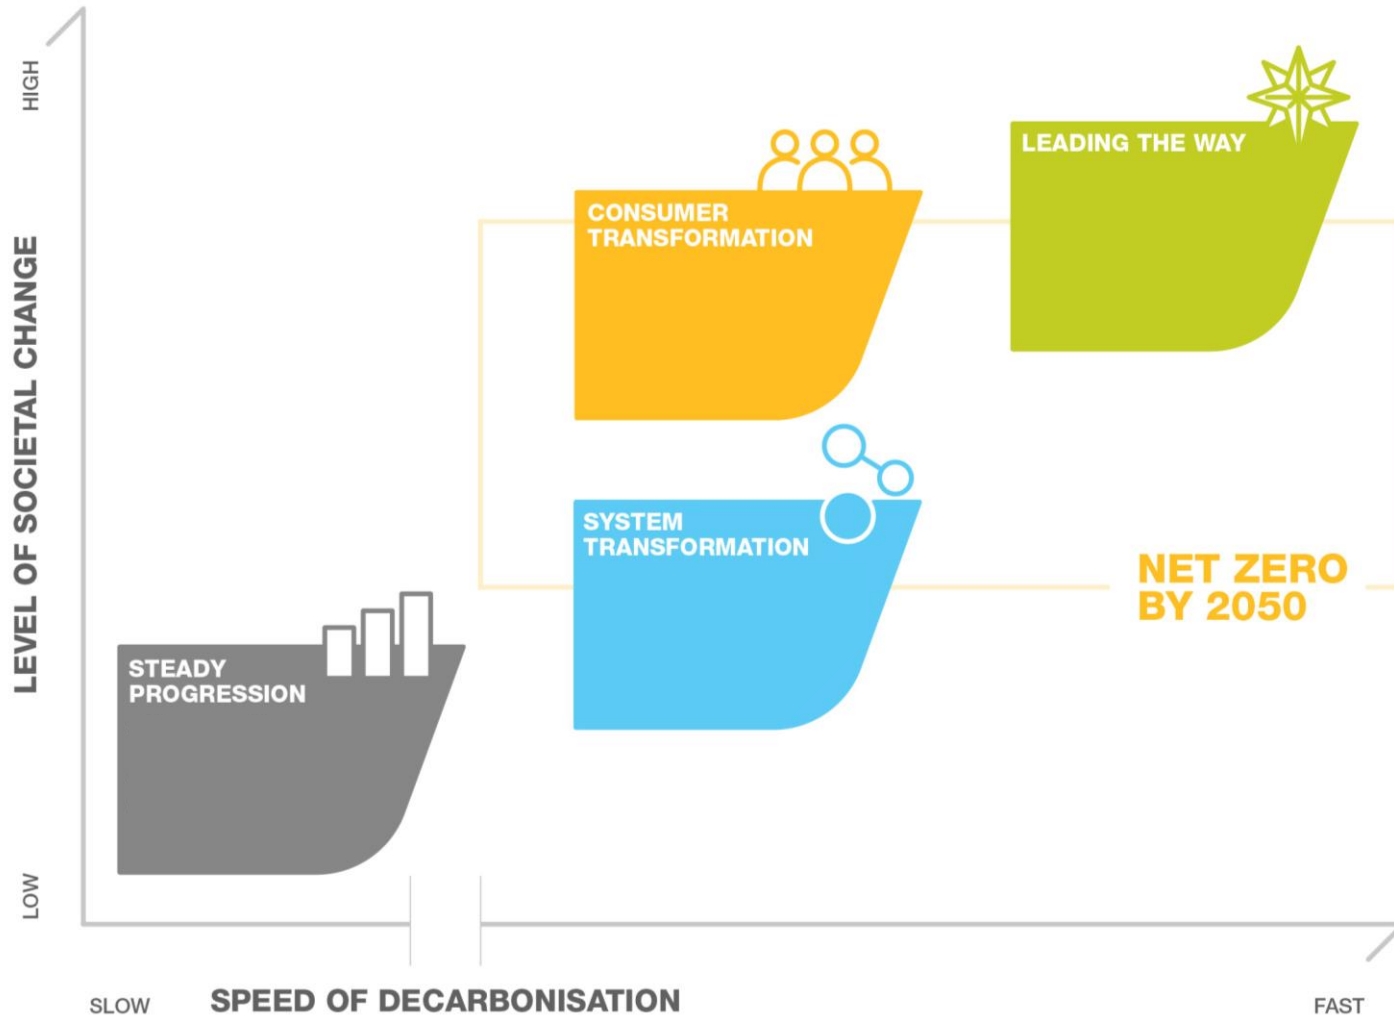 HIGH
LEVEL OF SOCIETAL CHANGE
LOW
LEADING THE WAY
CONSUMER
TRANSFORMATION
SYSTEM
TRANSFORMATION
NET ZERO
BY 2050
STEADY
PROGRESSION
SLOW
SPEED OF DECARBONISATION
FAST